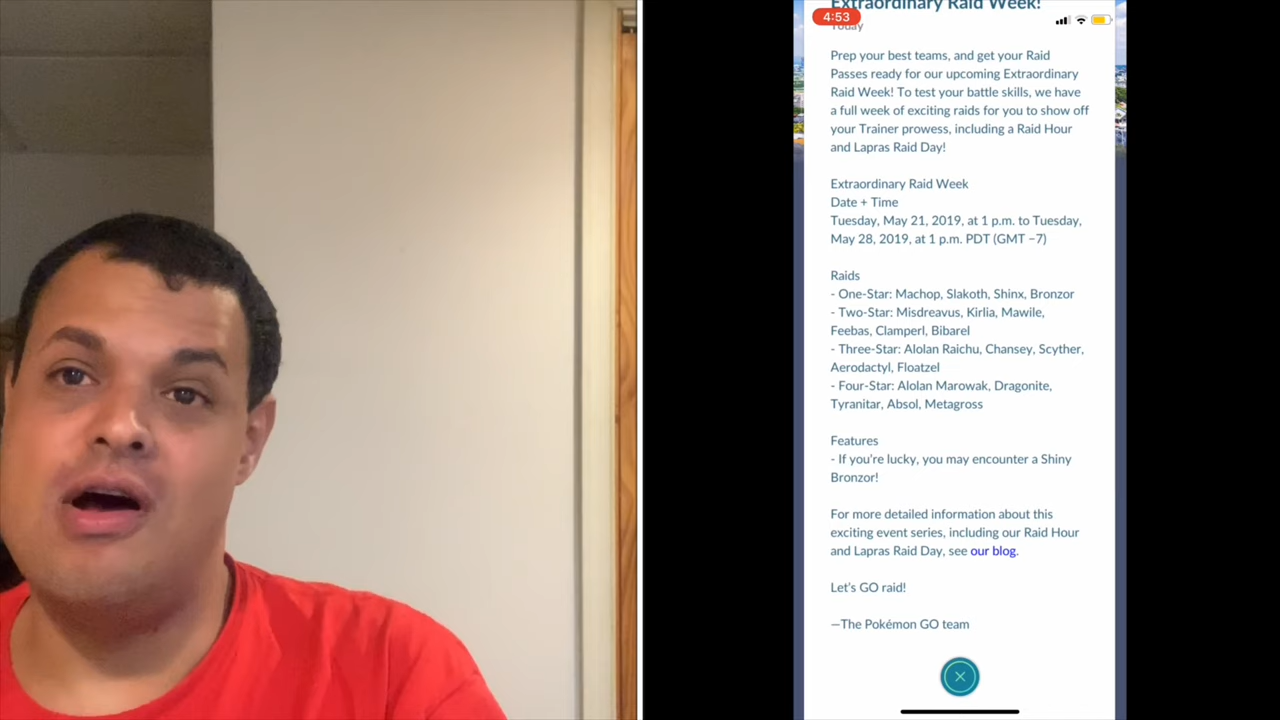 Extraordinary Raid Week!
4:53
Today
Prep your best teams, and get your Raid
Passes ready for our upcoming Extraordinary
Raid Week! To test your battle skills, we have
a full week of exciting raids for you to show off
your Trainer prowess, including a Raid Hour
and Lapras Raid Day!
Extraordinary Raid Week
Date + Time
Tuesday, May 21, 2019, at 1 p.m. to Tuesday,
May 28, 2019, at 1 p.m. PDT (GMT −7)
Raids
- One-Star: Machop, Slakoth, Shinx, Bronzor
- Two-Star: Misdreavus, Kirlia, Mawile,
Feebas, Clamperl, Bibarel
- Three-Star: Alolan Raichu, Chansey, Scyther,
Aerodactyl, Floatzel
- Four-Star: Alolan Marowak, Dragonite,
Tyranitar, Absol, Metagross
Features
- If you're lucky, you may encounter a Shiny
Bronzor!
For more detailed information about this
exciting event series, including our Raid Hour
and Lapras Raid Day, see our blog.
Let's GO raid!
—The Pokémon GO team